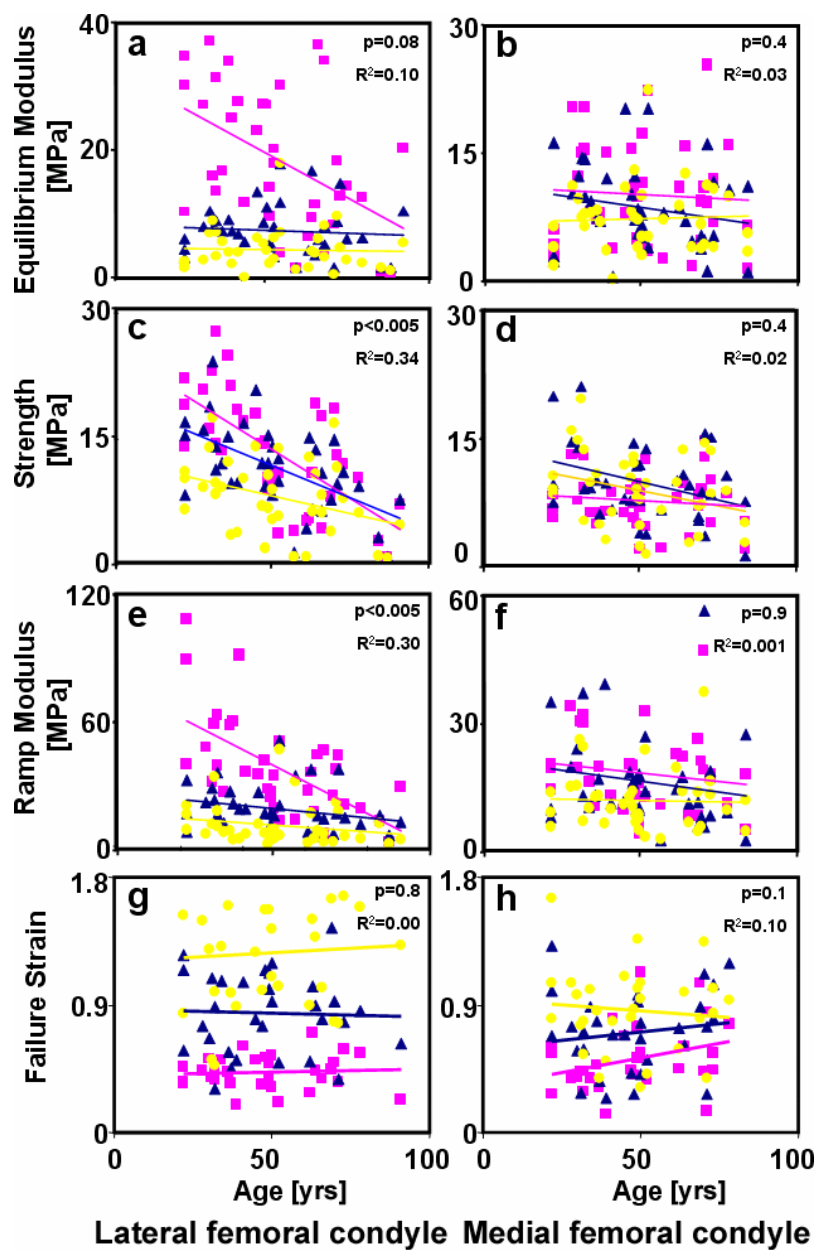 Equilibrium Modulus
[MPa]
40
20
0
a
p=0.08
R²=0.10
30
15
0
b
p=0.4
R²=0.03
Strength
[MPa]
30
15
0
c
p<0.005
R²=0.34
30
15
0
d
p=0.4
R²=0.02
Ramp Modulus
[MPa]
120
60
0
e
p<0.005
R²=0.30
60
30
0
f
p=0.9
R²=0.001
Failure Strain
1.8
0.9
0
g
p=0.8
R²=0.00
1.8
0.9
0
h
p=0.1
R²=0.10
0 50 100
0 50 100
Age [yrs]
Age [yrs]
Lateral femoral condyle
Medial femoral condyle